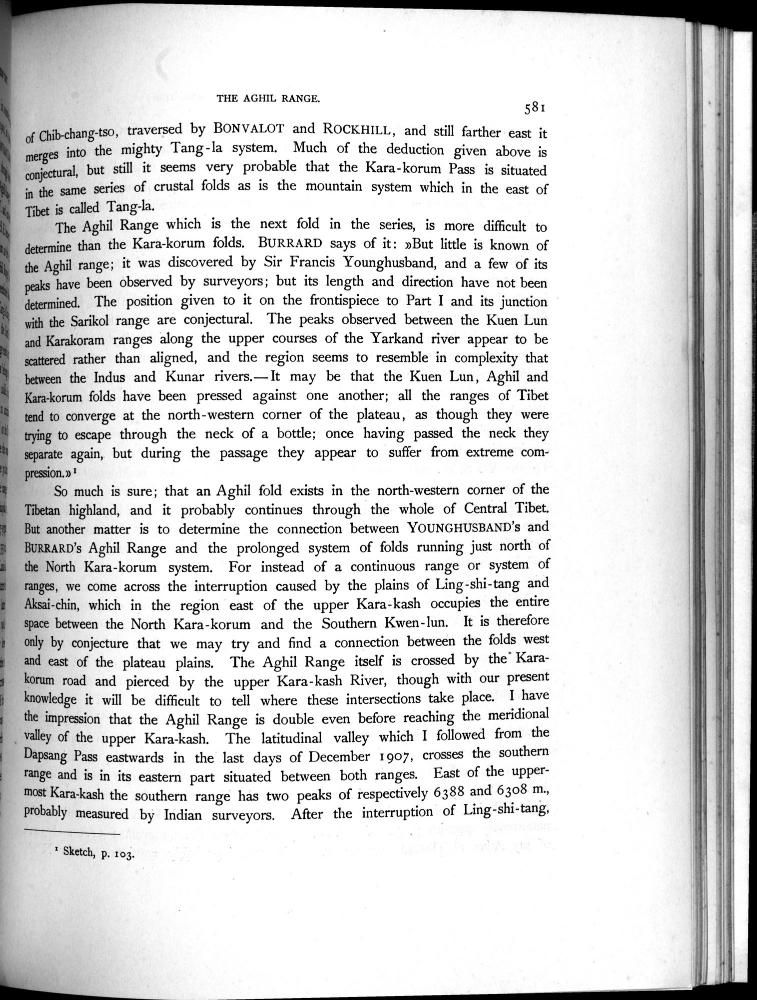 THE AGHIL RANGE.
581
of Chib-chang-tso, traversed by BONVALOT and ROCKHILL, and still farther east it
merges into the mighty Tang-la system. Much of the deduction given above is
conjectural, but still it seems very probable that the Kara-korum Pass is situated
in the same series of crustal folds as is the mountain system which in the east of
Tibet is called Tang-la.
The Aghil Range which is the next fold in the series, is more difficult to
determine than the Kara-korum folds. BURRARD says of it: »But little is known of
the Aghil range; it was discovered by Sir Francis Younghusband, and a few of its
peaks have been observed by surveyors; but its length and direction have not been
determined. The position given to it on the frontispiece to Part I and its junction
with the Sarikol range are conjectural. The peaks observed between the Kuen Lun
and Karakoram ranges along the upper courses of the Yarkand river appear to be
scattered rather than aligned, and the region seems to resemble in complexity that
between the Indus and Kunar rivers.—It may be that the Kuen Lun, Aghil and
Kara-korum folds have been pressed against one another; all the ranges of Tibet
tend to converge at the north-western corner of the plateau, as though they were
trying to escape through the neck of a bottle; once having passed the neck they
separate again, but during the passage they appear to suffer from extreme com-
pression.» ¹
So much is sure; that an Aghil fold exists in the north-western corner of the
Tibetan highland, and it probably continues through the whole of Central Tibet.
But another matter is to determine the connection between YOUNGHUSBAND's and
BURRARD's Aghil Range and the prolonged system of folds running just north of
the North Kara-korum system. For instead of a continuous range or system of
ranges, we come across the interruption caused by the plains of Ling-shi-tang and
Aksai-chin, which in the region east of the upper Kara-kash occupies the entire
space between the North Kara-korum and the Southern Kwen-lun. It is therefore
only by conjecture that we may try and find a connection between the folds west
and east of the plateau plains. The Aghil Range itself is crossed by the Kara-
korum road and pierced by the upper Kara-kash River, though with our present
knowledge it will be difficult to tell where these intersections take place. I have
the impression that the Aghil Range is double even before reaching the meridional
valley of the upper Kara-kash. The latitudinal valley which I followed from the
Dapsang Pass eastwards in the last days of December 1907, crosses the southern
range and is in its eastern part situated between both ranges. East of the upper-
most Kara-kash the southern range has two peaks of respectively 6388 and 6308 m.,
probably measured by Indian surveyors. After the interruption of Ling-shi-tang,
¹ Sketch, p. 103.